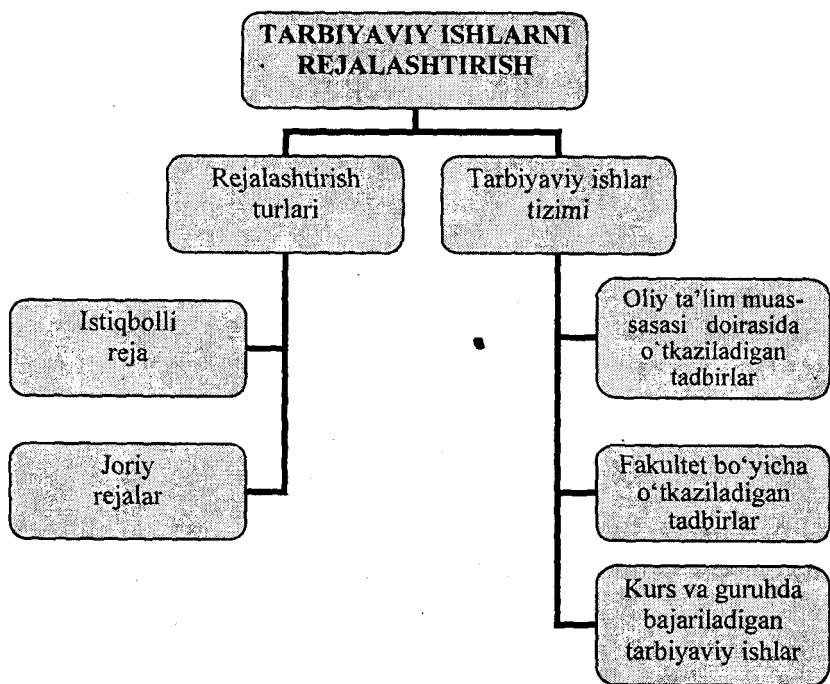 TARBIYAVIY ISHLARNI
REJALASHTIRISH
Rejalashtirish
turlari
Tarbiyaviy ishlar
tizimi
Istiqbolli
reja
Joriy
rejalar
Oliy ta’lim muas-
sasasi doirasida
o`tkaziladigan
tadbirlar
Fakultet bo‘yicha
o‘tkaziladigan
tadbirlar
Kurs va guruhda
bajariladigan
tarbiyaviy ishlar